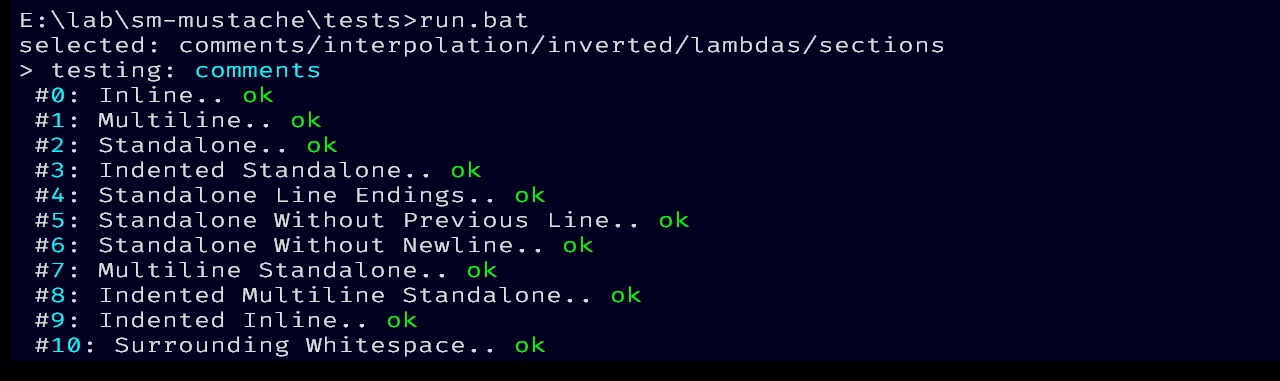 E:\lab\sm-mustache\tests>run.bat
selected: comments/interpolation/inverted/lambdas/sections
> testing: comments
#0: Inline.. ok
#1: Multiline.. ok
#2: Standalone.. ok
#3: Indented Standalone.. ok
#4: Standalone Line Endings.. ok
#5: Standalone Without Previous Line.. ok
#6: Standalone Without Newline.. ok
#7: Multiline Standalone.. ok
#8: Indented Multiline Standalone.. ok
#9: Indented Inline.. ok
#10: Surrounding Whitespace.. ok